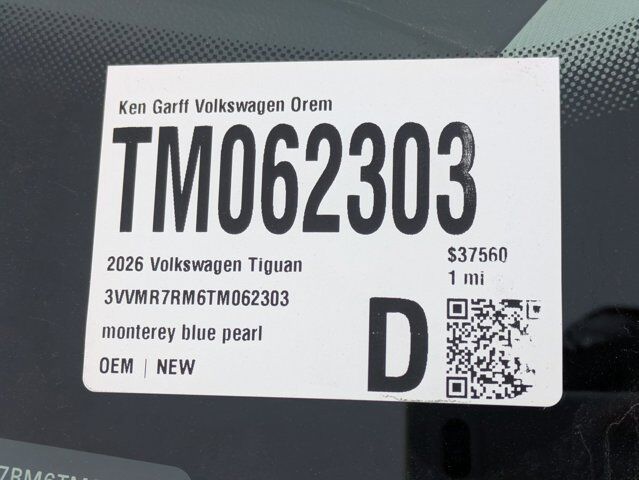 Ken Garff Volkswagen Orem
TM062303
2026 Volkswagen Tiguan
$37560
3VVMR7RM6TM062303
1 mi
monterey blue pearl
D
OEM | NEW